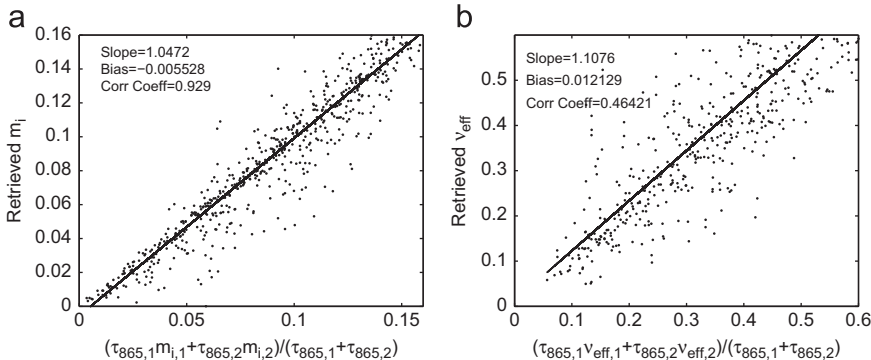 a
Slope=1.0472
Bias=−0.005528
Corr Coeff=0.929
Retrieved mᵢ
0.16
0.14
0.12
0.1
0.08
0.06
0.04
0.02
0
0 0.05 0.1 0.15
(τ865,1mi,1+τ865,2mi,2)/(τ865,1+τ865,2)
b
Slope=1.1076
Bias=0.012129
Corr Coeff=0.46421
Retrieved νeff
0.5
0.4
0.3
0.2
0.1
0
0.1 0.2 0.3 0.4 0.5 0.6
(τ865,1νeff,1+τ865,2νeff,2)/(τ865,1+τ865,2)